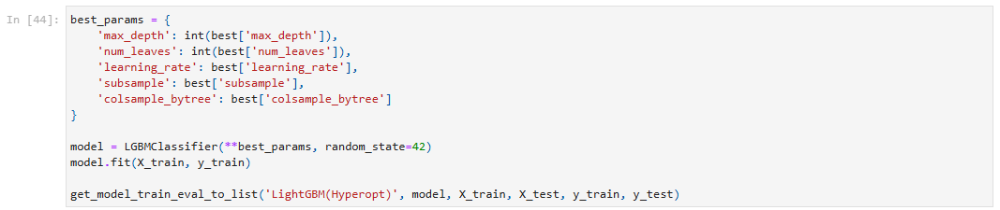 In [44]:
best_params = {
    'max_depth': int(best['max_depth']),
    'num_leaves': int(best['num_leaves']),
    'learning_rate': best['learning_rate'],
    'subsample': best['subsample'],
    'colsample_bytree': best['colsample_bytree']
}
model = LGBMClassifier(**best_params, random_state=42)
model.fit(X_train, y_train)
get_model_train_eval_to_list('LightGBM(Hyperopt)', model, X_train, X_test, y_train, y_test)